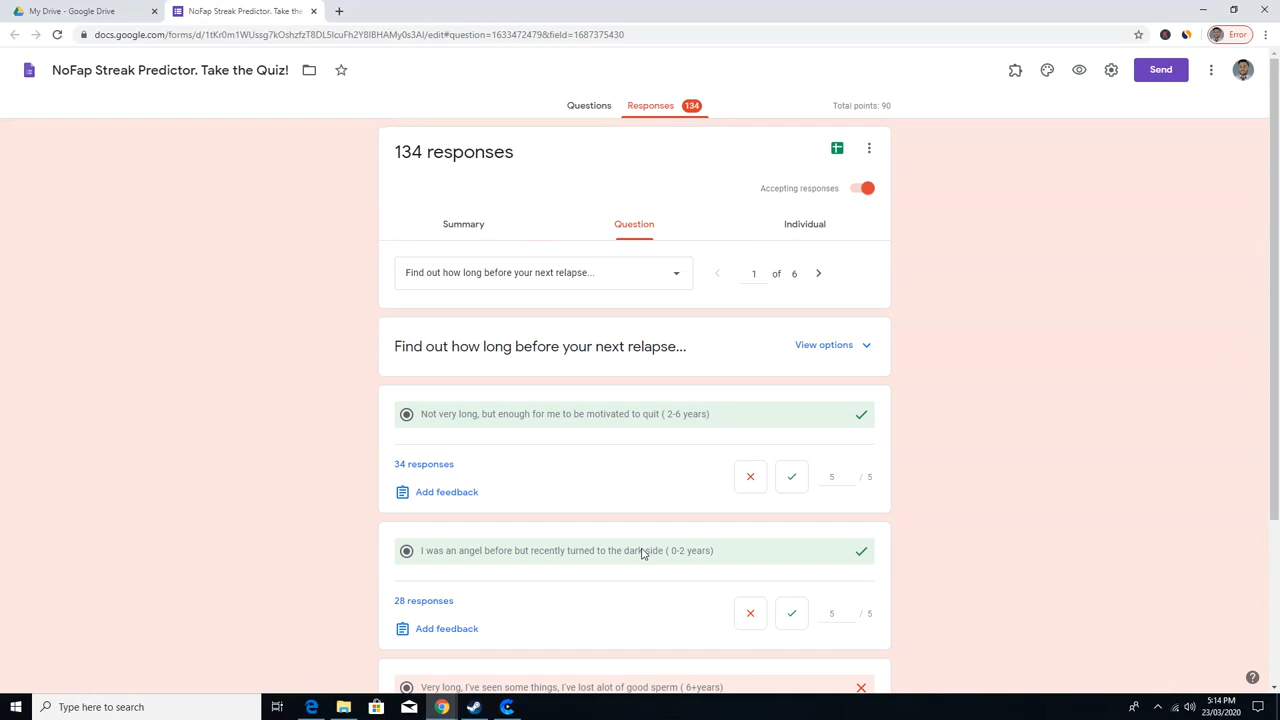 My Drive - Google Drive
NoFap Streak Predictor. Take the
docs.google.com/forms/d/1tKr0m1WUssg7kOshzfzT8DL5IcuFh2Y8IBHAMy0s3AI/edit#question=1633472479&field=1687375430
Error
NoFap Streak Predictor. Take the Quiz!
Send
Questions
Responses 134
Total points: 90
134 responses
Accepting responses
Summary
Question
Individual
Find out how long before your next relapse...
1 of 6
Find out how long before your next relapse...
View options
Not very long, but enough for me to be motivated to quit ( 2-6 years)
34 responses
5 / 5
Add feedback
I was an angel before but recently turned to the dark side ( 0-2 years)
28 responses
5 / 5
Add feedback
Very long, I've seen some things, I've lost alot of good sperm ( 6+years)
Type here to search
5:14 PM
23/03/2020